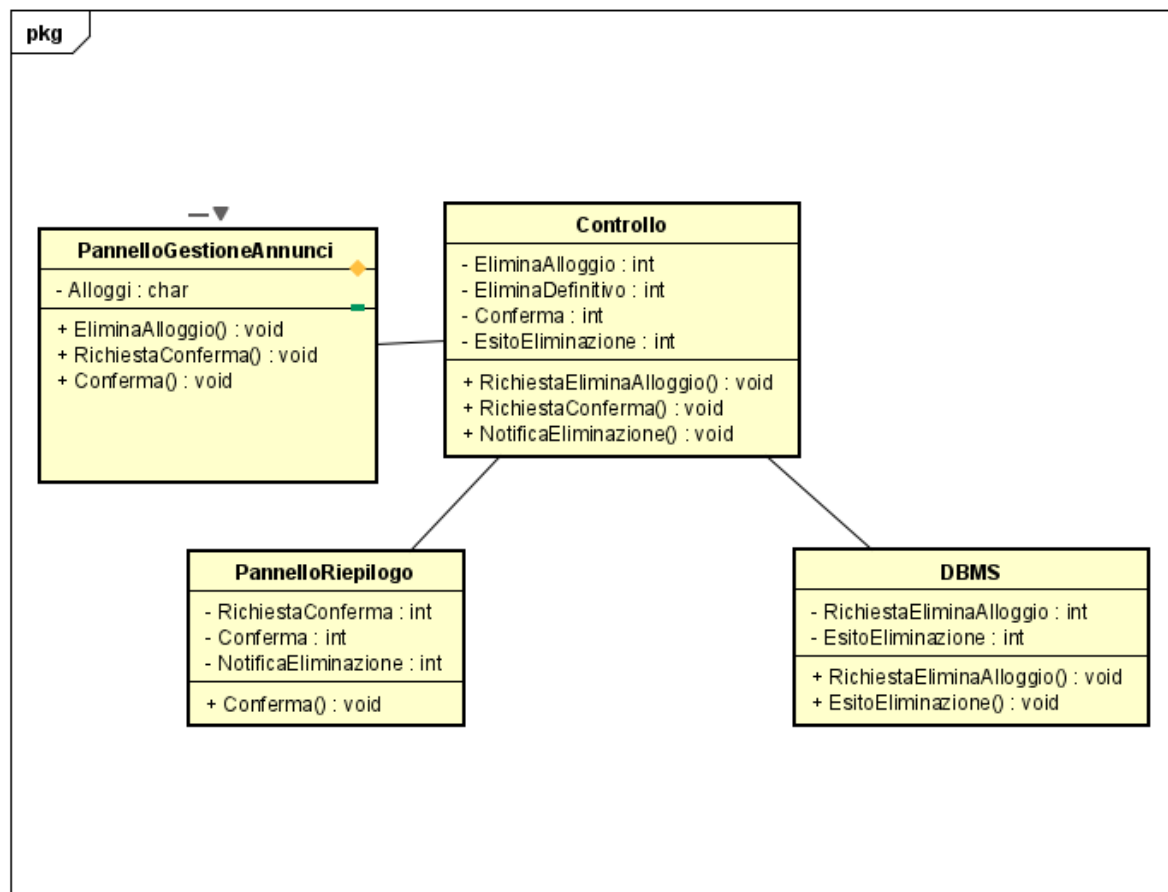 pkg
PannelloGestioneAnnunci
- Alloggi : char
+ EliminaAlloggio() : void
+ RichiestaConferma() : void
+ Conferma() : void
Controllo
- EliminaAlloggio : int
- EliminaDefinitivo : int
- Conferma : int
- EsitoEliminazione : int
+ RichiestaEliminaAlloggio() : void
+ RichiestaConferma() : void
+ NotificaEliminazione() : void
PannelloRiepilogo
- RichiestaConferma : int
- Conferma : int
- NotificaEliminazione : int
+ Conferma() : void
DBMS
- RichiestaEliminaAlloggio : int
- EsitoEliminazione : int
+ RichiestaEliminaAlloggio() : void
+ EsitoEliminazione() : void